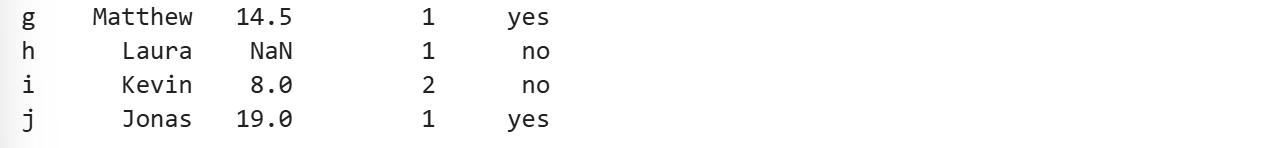 g Matthew 14.5 1 yes
h Laura NaN 1 no
i Kevin 8.0 2 no
j Jonas 19.0 1 yes